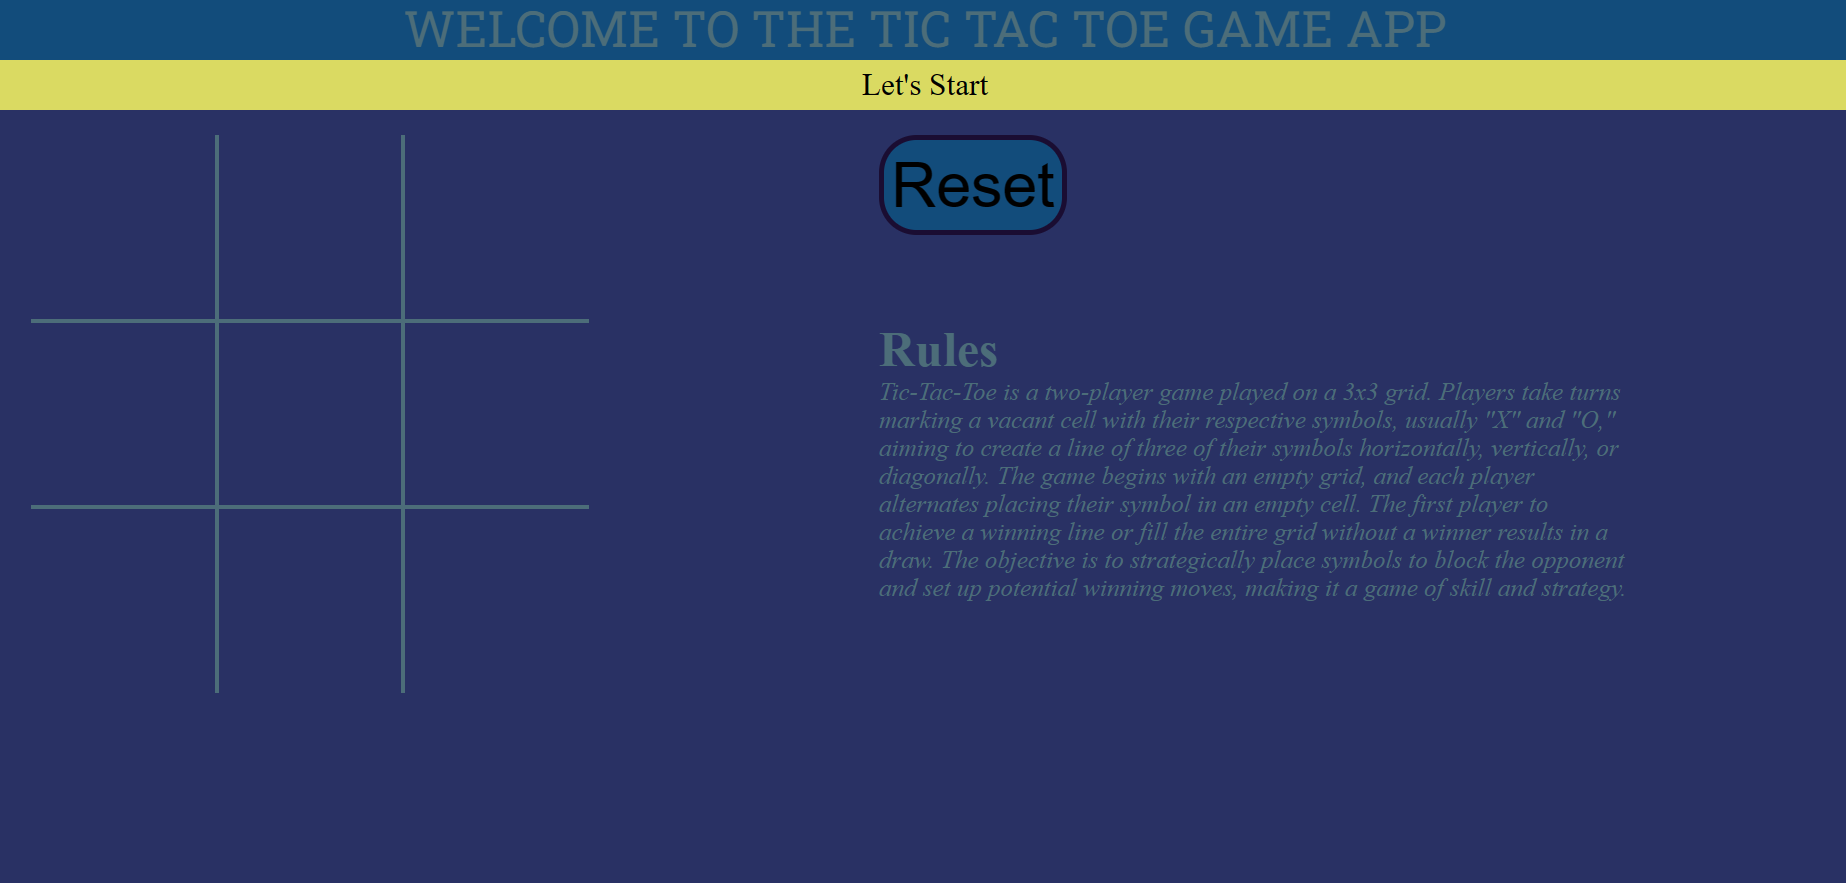 WELCOME TO THE TIC TAC TOE GAME APP
Let's Start
Reset
Rules
Tic-Tac-Toe is a two-player game played on a 3x3 grid. Players take turns
marking a vacant cell with their respective symbols, usually "X" and "O,"
aiming to create a line of three of their symbols horizontally, vertically, or
diagonally. The game begins with an empty grid, and each player
alternates placing their symbol in an empty cell. The first player to
achieve a winning line or fill the entire grid without a winner results in a
draw. The objective is to strategically place symbols to block the opponent
and set up potential winning moves, making it a game of skill and strategy.